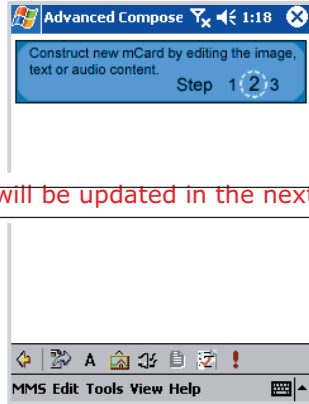 Advanced Compose 1:18
Construct new mCard by editing the image,
text or audio content.
Step 1 2 3
will be updated in the next
A
MMS Edit Tools View Help